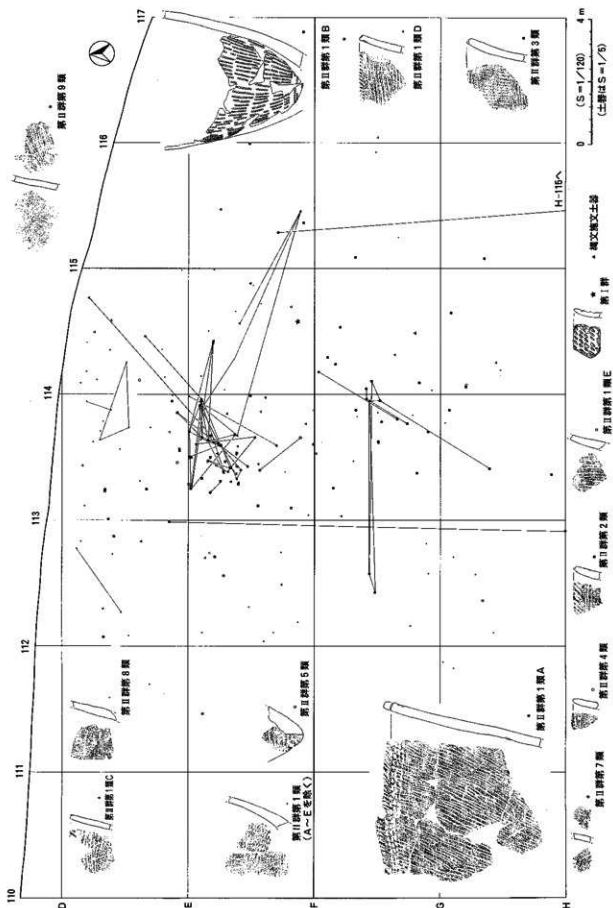 110
111
112
113
114
115
116
117
D
E
F
G
H
第Ⅱ群第9類
第Ⅱ群第1類C
第Ⅱ群第8類
第Ⅱ群第1類
(A～Eを除く)
第Ⅱ群第5類
第Ⅱ群第1類A
第Ⅱ群第1類B
第Ⅱ群第1類D
第Ⅱ群第3類
H-115へ
第Ⅱ群第7類
第Ⅱ群第4類
第Ⅱ群第2類
第Ⅱ群第1類E
第Ⅰ群
縄文施文土器
0 4m
(S=1/120)
(土器はS=1/5)